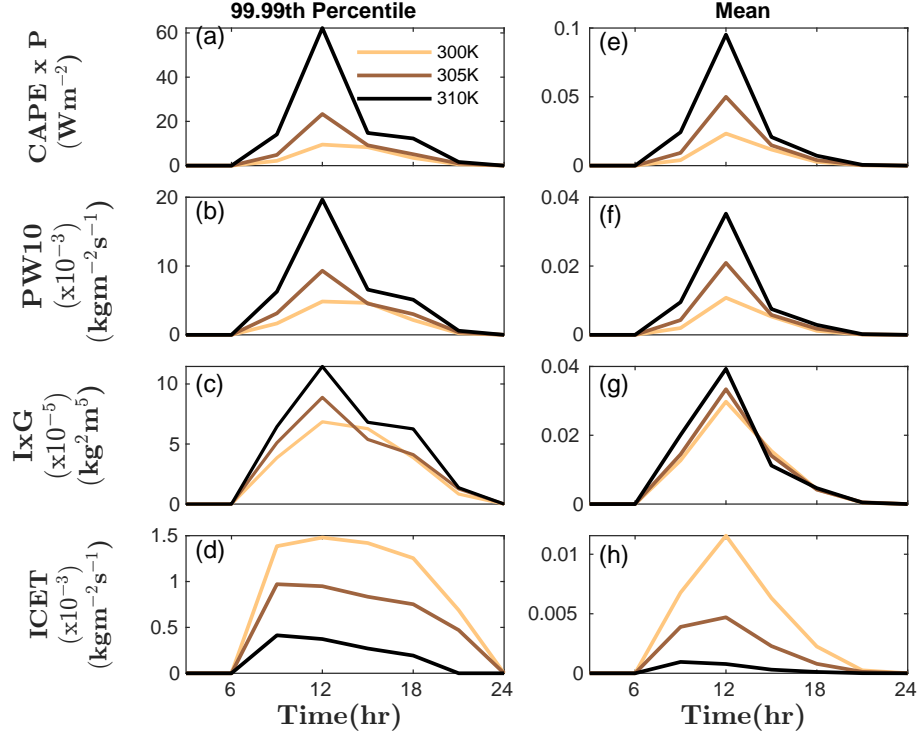 99.99th Percentile
Mean
CAPE x P
(Wm−2)
(a)
60
40
20
0
300K
305K
310K
(e)
0.1
0.05
0
PW10
(x10−3)
(kgm−2s−1)
(b)
20
10
0
(f)
0.04
0.02
0
IxG
(x10−5)
(kg2m5)
(c)
10
5
0
(g)
0.04
0.02
0
ICET
(x10−3)
(kgm−2s−1)
(d)
1.5
1
0.5
0
6 12 18 24
Time(hr)
(h)
0.01
0.005
0
6 12 18 24
Time(hr)